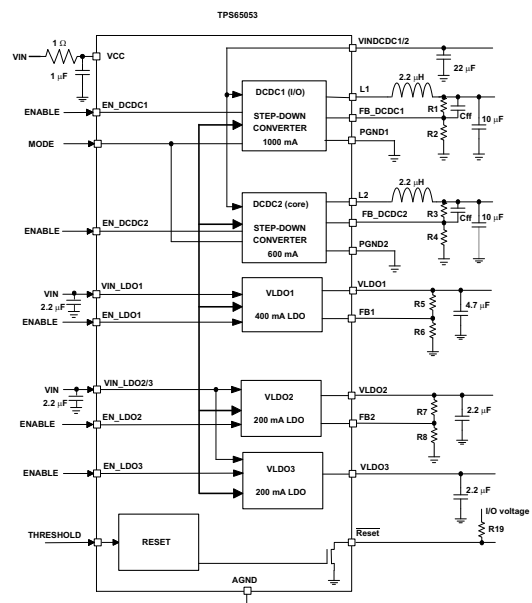 TPS65053
1 Ω
VIN
VCC
1 μF
VINDCDC1/2
22 μF
2.2 μH
DCDC1 (I/O)
STEP-DOWN
CONVERTER
1000 mA
L1
R1
Cff
10 μF
ENABLE
EN_DCDC1
FB_DCDC1
R2
MODE
PGND1
2.2 μH
DCDC2 (core)
STEP-DOWN
CONVERTER
600 mA
L2
R3
Cff
10 μF
FB_DCDC2
R4
ENABLE
EN_DCDC2
PGND2
VIN
VIN_LDO1
2.2 μF
VLDO1
400 mA LDO
VLDO1
R5
4.7 μF
ENABLE
EN_LDO1
FB1
R6
VIN
VIN_LDO2/3
2.2 μF
VLDO2
200 mA LDO
VLDO2
R7
2.2 μF
ENABLE
EN_LDO2
FB2
R8
ENABLE
EN_LDO3
VLDO3
200 mA LDO
VLDO3
2.2 μF
I/O voltage
R19
THRESHOLD
RESET
Reset
AGND